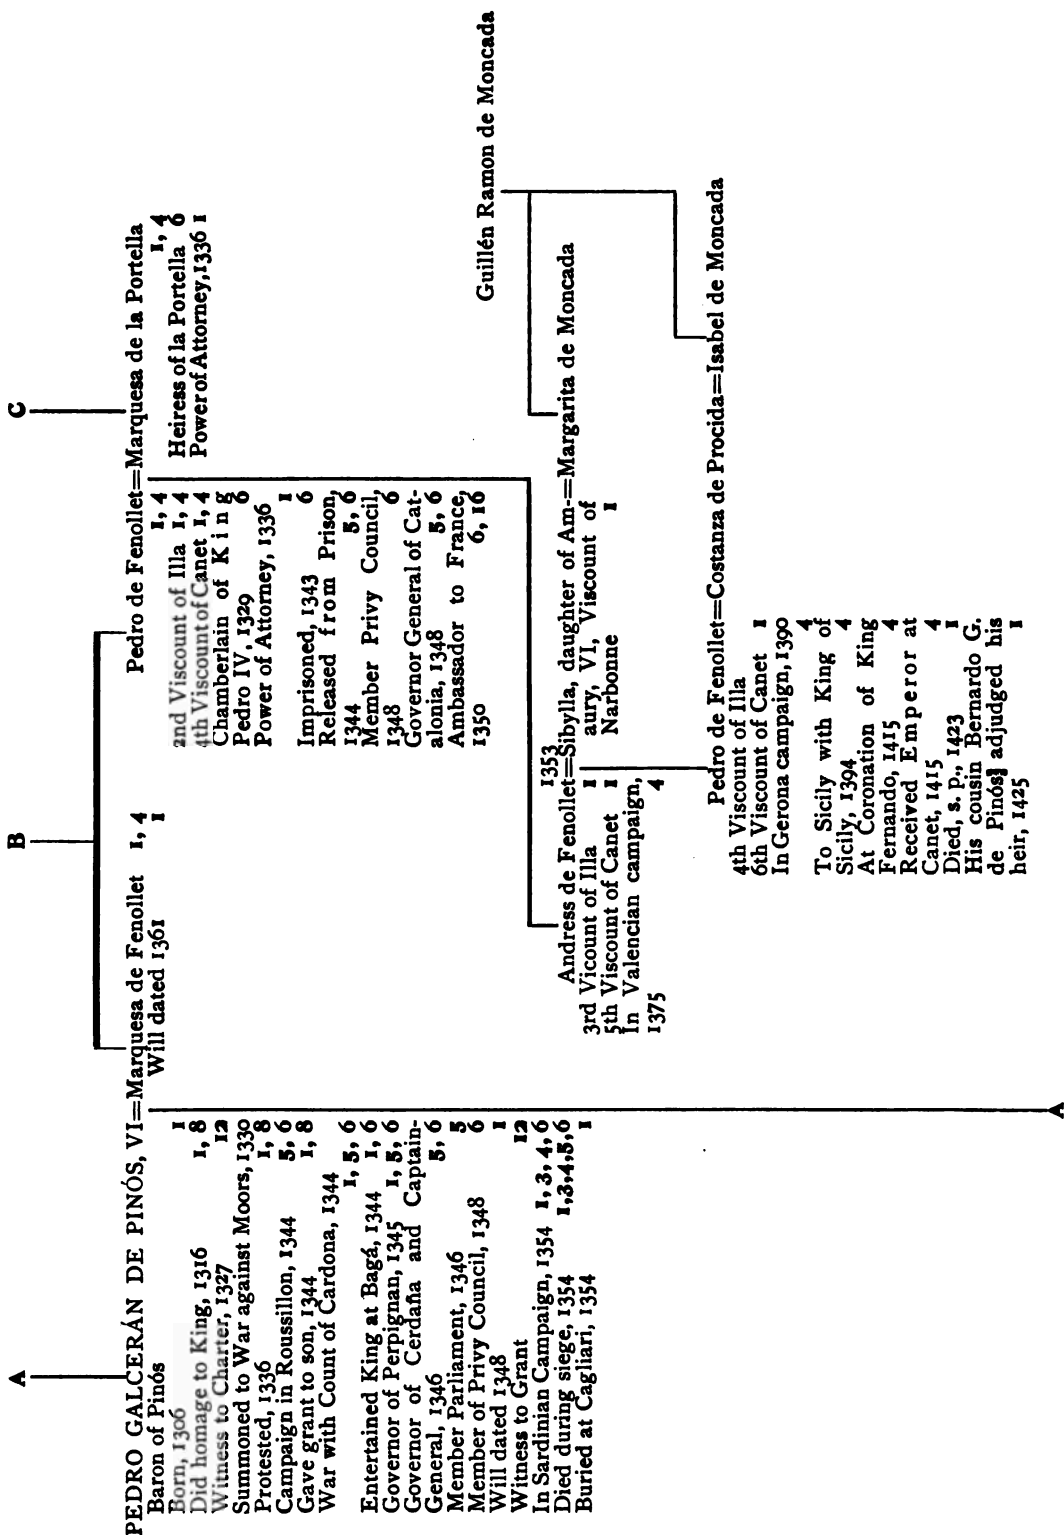 A
B
C
PEDRO GALCERÁN DE PINÓS, VI=Marquesa de Fenollet 1, 4
Baron of Pinós
Born, 1306 1
Did homage to King, 1316 1, 8
Witness to Charter, 1327 12
Summoned to War against Moors, 1330
Protested, 1336 1, 8
Campaign in Roussillon, 1344 5, 6
Gave grant to son, 1344 1, 8
War with Count of Cardona, 1344
1, 5, 6
Entertained King at Bagá, 1344 1, 6
Governor of Perpignan, 1345 1, 5, 6
Governor of Cerdaña and Captain-
General, 1346 5, 6
Member Parliament, 1346 5
Member of Privy Council, 1348 6
Will dated 1348 1
Witness to Grant 12
In Sardinian Campaign, 1354 1, 3, 4, 6
Died during siege, 1354 1,3,4,5,6
Buried at Cagliari, 1354 1
Will dated 1361 1
Pedro de Fenollet=Marquesa de la Portella
1, 4
2nd Viscount of Illa 1, 4
4th Viscount of Canet 1, 4
Chamberlain of King
Pedro IV, 1329 6
Power of Attorney, 1336
1
Imprisoned, 1343 6
Released from Prison,
1344 5, 6
Member Privy Council,
1348 6
Governor General of Cat-
alonia, 1348 5, 6
Ambassador to France,
1350 6, 16
1, 4
Heiress of la Portella 6
Power of Attorney, 1336 1
Guillén Ramon de Moncada
1353
Andress de Fenollet=Sibylla, daughter of Am-=Margarita de Moncada
3rd Vicount of Illa 1
5th Viscount of Canet 1
In Valencian campaign,
1375 4
aury, VI, Viscount of
Narbonne 1
Pedro de Fenollet=Costanza de Procida=Isabel de Moncada
4th Viscount of Illa
6th Viscount of Canet 1
In Gerona campaign, 1390
4
To Sicily with King of
Sicily, 1394 4
At Coronation of King
Fernando, 1415 4
Received Emperor at
Canet, 1415 4
Died, s. p., 1423 1
His cousin Bernardo G.
de Pinós adjudged his
heir, 1425 1
A